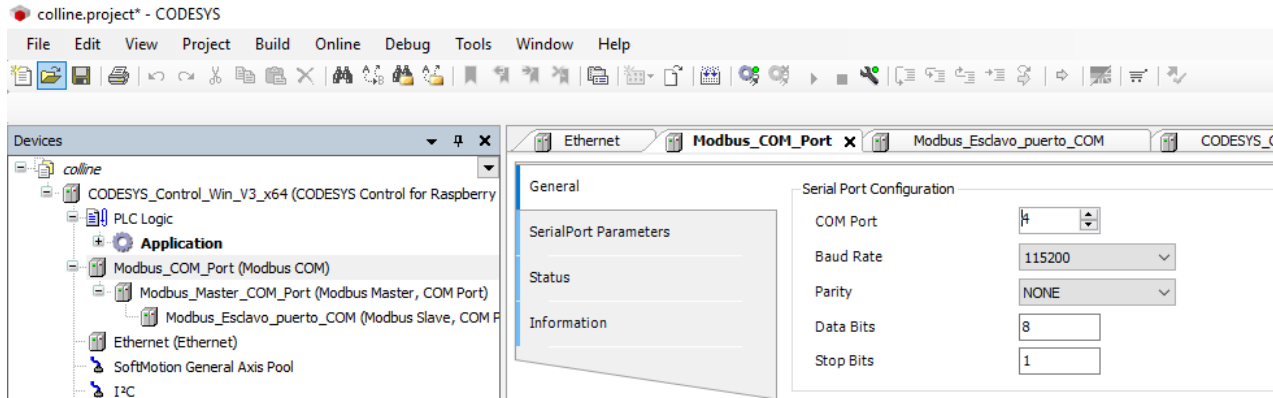 colline.project* - CODESYS
File Edit View Project Build Online Debug Tools Window Help
Devices
colline
CODESYS_Control_Win_V3_x64 (CODESYS Control for Raspberry
PLC Logic
Application
Modbus_COM_Port (Modbus COM)
Modbus_Master_COM_Port (Modbus Master, COM Port)
Modbus_Esclavo_puerto_COM (Modbus Slave, COM P
Ethernet (Ethernet)
SoftMotion General Axis Pool
I²C
Ethernet Modbus_COM_Port Modbus_Esclavo_puerto_COM CODESYS_C
General
SerialPort Parameters
Status
Information
Serial Port Configuration
COM Port 4
Baud Rate 115200
Parity NONE
Data Bits 8
Stop Bits 1